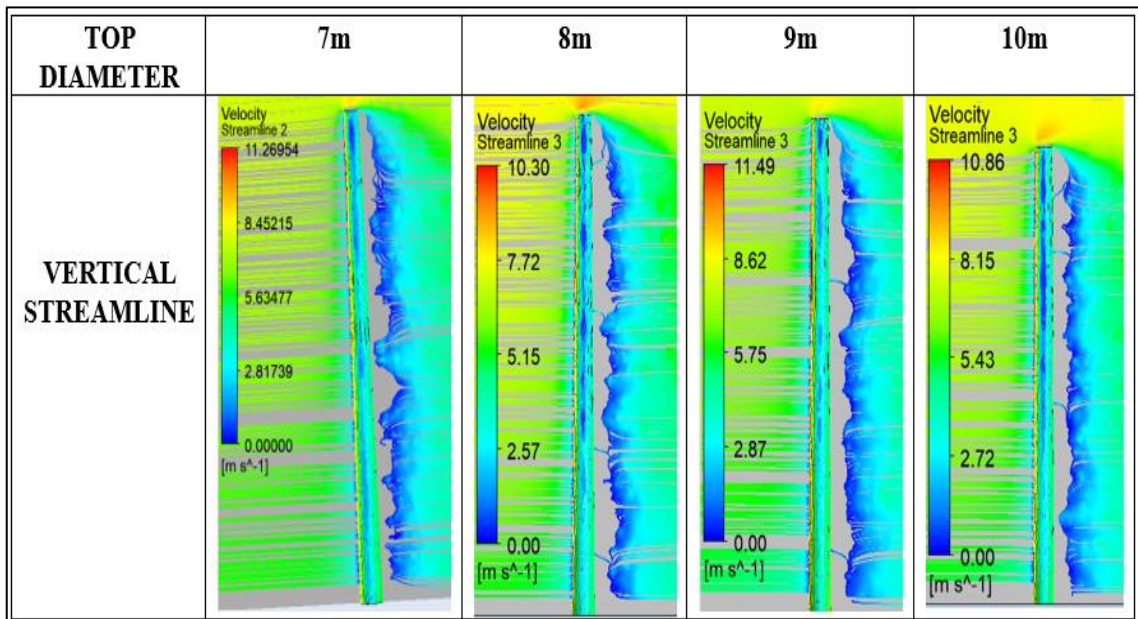 TOP
DIAMETER
7m
8m
9m
10m
VERTICAL
STREAMLINE
Velocity
Streamline 2
11.26954
8.45215
5.63477
2.81739
0.00000
[m s^-1]
Velocity
Streamline 3
10.30
7.72
5.15
2.57
0.00
[m s^-1]
Velocity
Streamline 3
11.49
8.62
5.75
2.87
0.00
[m s^-1]
Velocity
Streamline 3
10.86
8.15
5.43
2.72
0.00
[m s^-1]